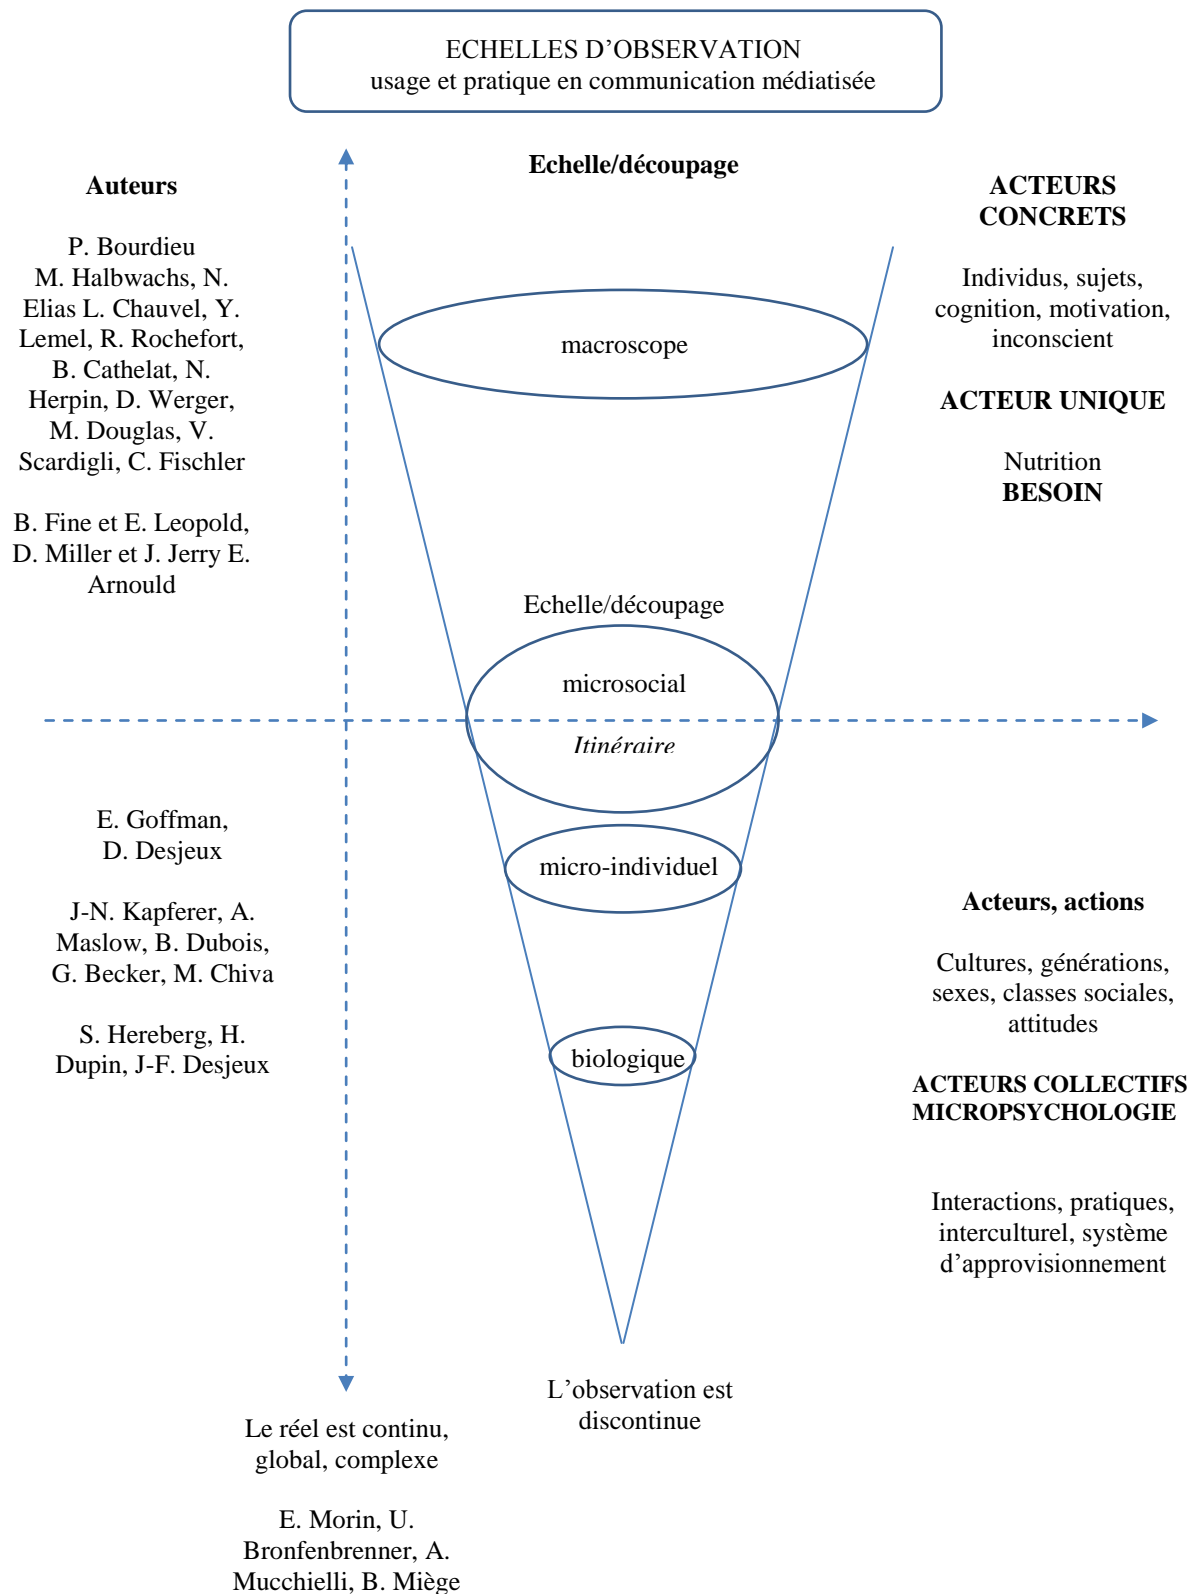 ECHELLES D’OBSERVATION
usage et pratique en communication médiatisée
Auteurs
P. Bourdieu
M. Halbwachs, N.
Elias L. Chauvel, Y.
Lemel, R. Rochefort,
B. Cathelat, N.
Herpin, D. Werger,
M. Douglas, V.
Scardigli, C. Fischler
B. Fine et E. Leopold,
D. Miller et J. Jerry E.
Arnould
E. Goffman,
D. Desjeux
J-N. Kapferer, A.
Maslow, B. Dubois,
G. Becker, M. Chiva
S. Hereberg, H.
Dupin, J-F. Desjeux
Echelle/découpage
macroscope
Echelle/découpage
microsocial
Itinéraire
micro-individuel
biologique
L’observation est
discontinue
ACTEURS
CONCRETS
Individus, sujets,
cognition, motivation,
inconscient
ACTEUR UNIQUE
Nutrition
BESOIN
Acteurs, actions
Cultures, générations,
sexes, classes sociales,
attitudes
ACTEURS COLLECTIFS
MICROPSYCHOLOGIE
Interactions, pratiques,
interculturel, système
d’approvisionnement
Le réel est continu,
global, complexe
E. Morin, U.
Bronfenbrenner, A.
Mucchielli, B. Miège